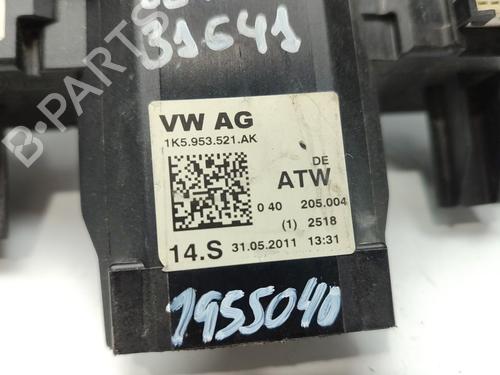 31641
VW AG
1K5.953.521.AK
DE
ATW
0 40 205.004
(1) 2518
14.S 31.05.2011 13:31
1955040
B-parts